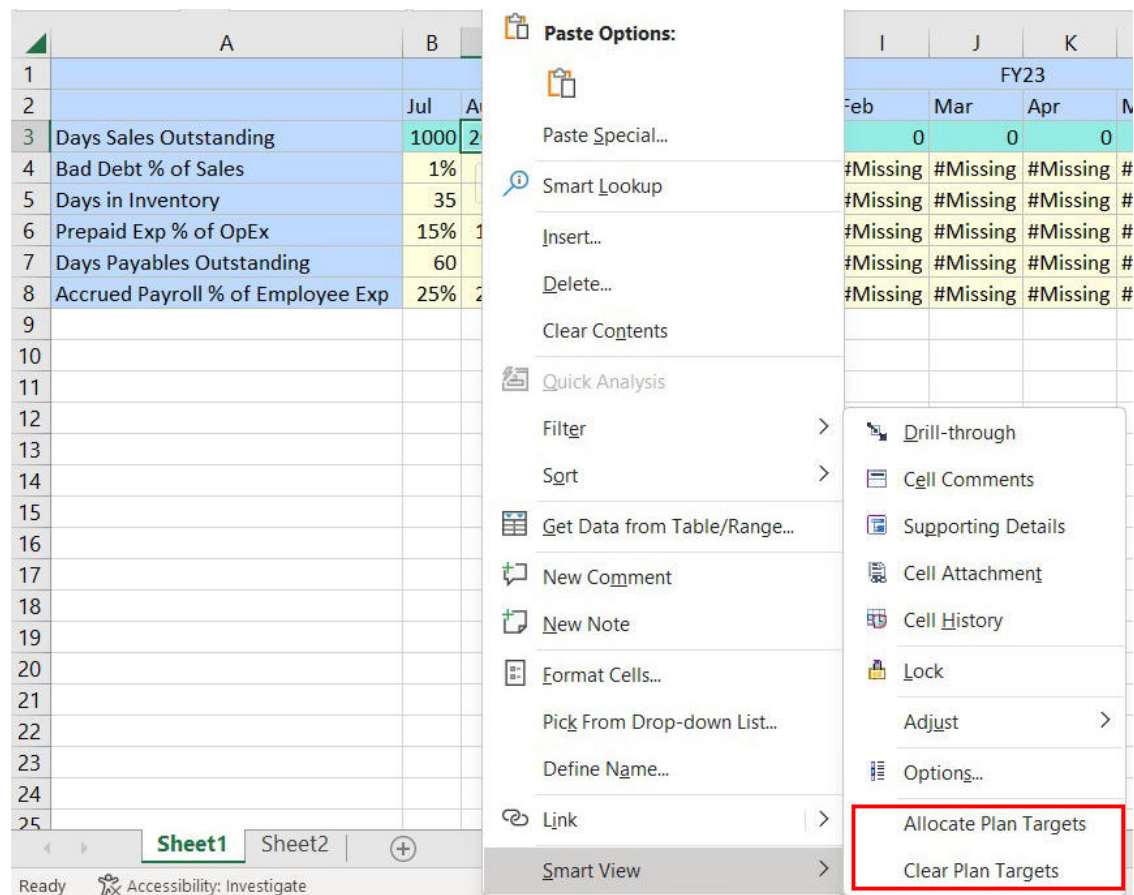 A B I J K
1 FY23
2 Jul Feb Mar Apr
3 Days Sales Outstanding 1000 0 0 0
4 Bad Debt % of Sales 1% #Missing #Missing #Missing #
5 Days in Inventory 35 #Missing #Missing #Missing #
6 Prepaid Exp % of OpEx 15% #Missing #Missing #Missing #
7 Days Payables Outstanding 60 #Missing #Missing #Missing #
8 Accrued Payroll % of Employee Exp 25% #Missing #Missing #Missing #
9
10
11
12
13
14
15
16
17
18
19
20
21
22
23
24
25
Paste Options:
Paste Special...
Smart Lookup
Insert...
Delete...
Clear Contents
Quick Analysis
Filter
Sort
Get Data from Table/Range...
New Comment
New Note
Format Cells...
Pick From Drop-down List...
Define Name...
Link
Smart View
Drill-through
Cell Comments
Supporting Details
Cell Attachment
Cell History
Lock
Adjust
Options...
Allocate Plan Targets
Clear Plan Targets
Sheet1 Sheet2
Ready Accessibility: Investigate